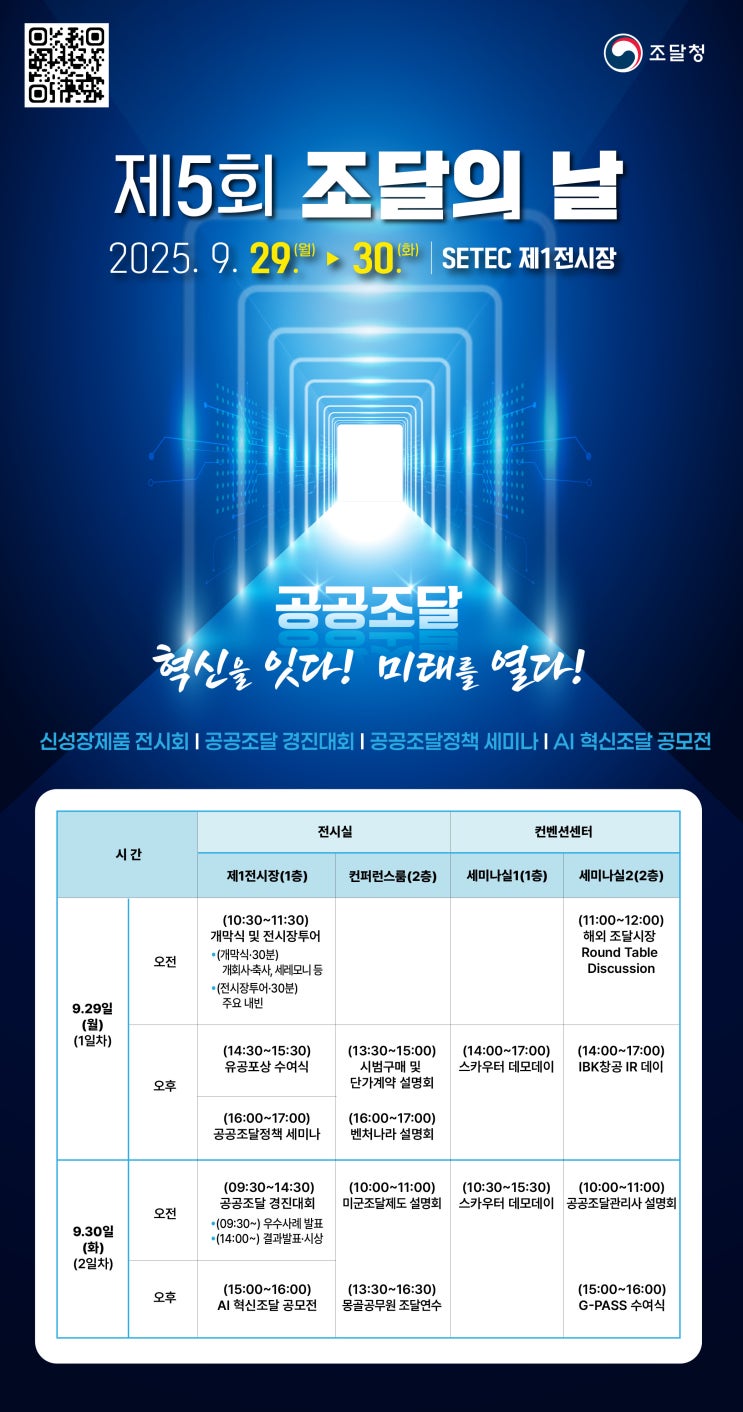 조달청
제5회 조달의 날
2025. 9. 29.(월) ▶ 30.(화) | SETEC 제1전시장
공공조달
혁신을 잇다! 미래를 열다!
신성장제품 전시회 | 공공조달 경진대회 | 공공조달정책 세미나 | AI 혁신조달 공모전
시 간
전시실
컨벤션센터
제1전시장(1층)
컨퍼런스룸(2층)
세미나실1(1층)
세미나실2(2층)
9.29일
(월)
(1일차)
오전
(10:30~11:30)
개막식 및 전시장투어
•(개막식·30분)
개회사·축사, 세레모니 등
•(전시장투어·30분)
주요 내빈
(11:00~12:00)
해외 조달시장
Round Table
Discussion
오후
(14:30~15:30)
유공포상 수여식
(13:30~15:00)
시범구매 및
단가계약 설명회
(14:00~17:00)
스카우터 데모데이
(14:00~17:00)
IBK창공 IR 데이
(16:00~17:00)
공공조달정책 세미나
(16:00~17:00)
벤처나라 설명회
9.30일
(화)
(2일차)
오전
(09:30~14:30)
공공조달 경진대회
•(09:30~) 우수사례 발표
•(14:00~) 결과발표·시상
(10:00~11:00)
미군조달제도 설명회
(10:30~15:30)
스카우터 데모데이
(10:00~11:00)
공공조달관리사 설명회
오후
(15:00~16:00)
AI 혁신조달 공모전
(13:30~16:30)
몽골공무원 조달연수
(15:00~16:00)
G-PASS 수여식